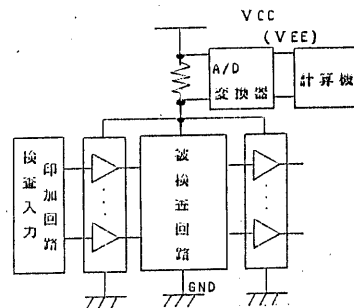 VCC
(VEE)
A/D
変換器
計算機
検査入力
印加回路
被検査回路
GND